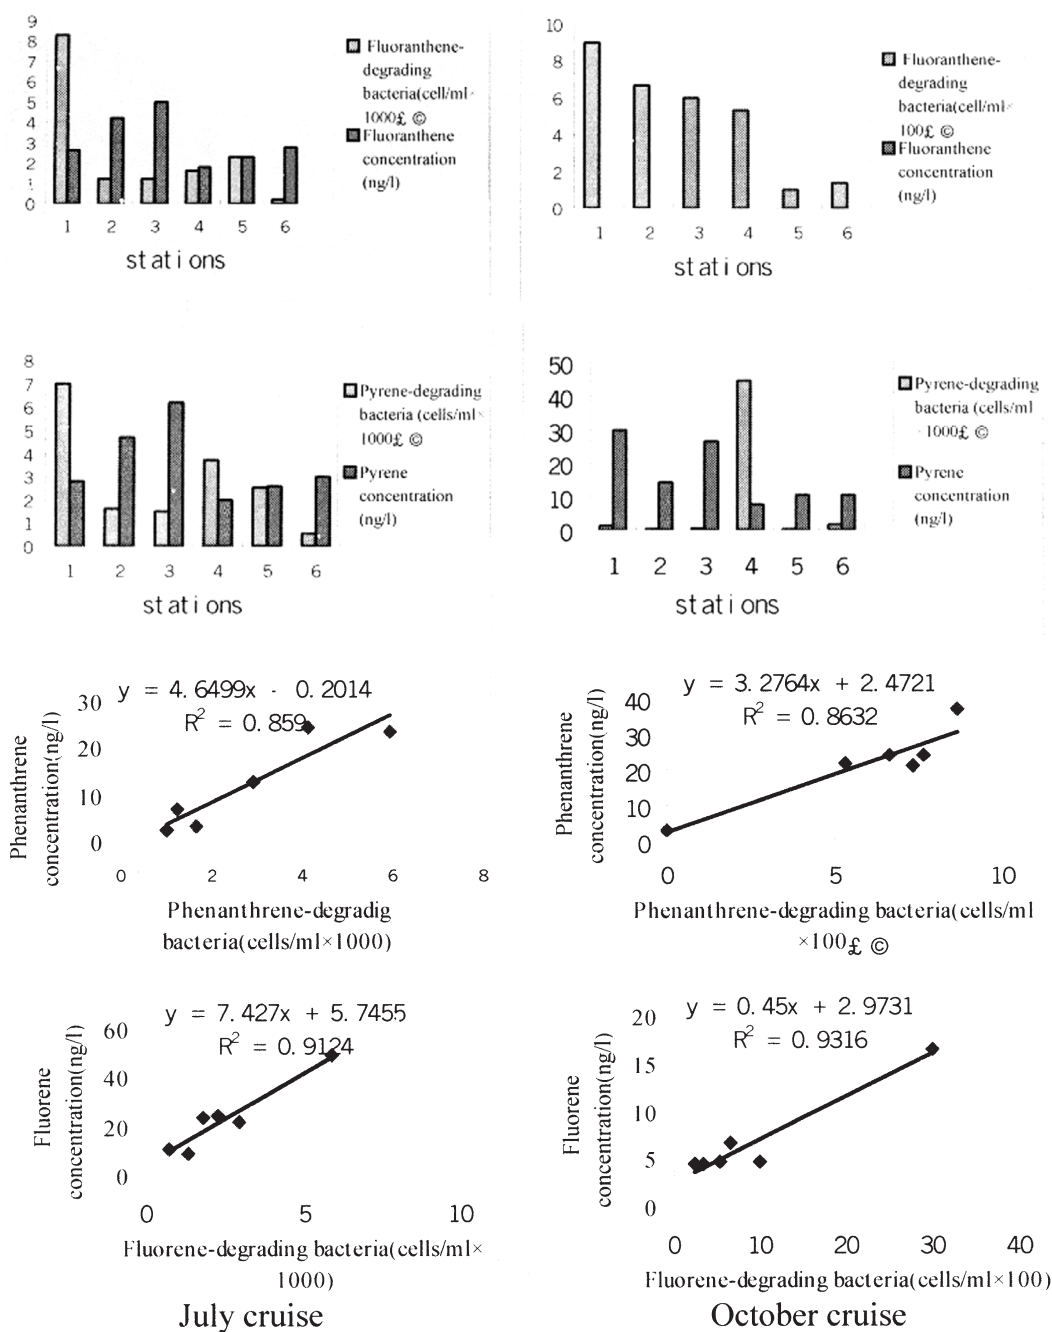 9
8
7
6
5
4
3
2
1
0
1 2 3 4 5 6
stations
Fluoranthene-
degrading
bacteria(cell/ml×
1000£ ©
Fluoranthene
concentration
(ng/l)
10
8
6
4
2
0
1 2 3 4 5 6
stations
Fluoranthene-
degrading
bacteria(cell/ml×
100£ ©
Fluoranthene
concentration
(ng/l)
8
7
6
5
4
3
2
1
0
1 2 3 4 5 6
stations
Pyrene-degrading
bacteria (cells/ml×
1000£ ©
Pyrene
concentration
(ng/l)
50
40
30
20
10
0
1 2 3 4 5 6
stations
Pyrene-degrading
bacteria (cells/ml
1000£ ©
Pyrene
concentration
(ng/l)
y = 4.6499x - 0.2014
R² = 0.859
Phenanthrene
concentration(ng/l)
30
20
10
0
0 2 4 6 8
Phenanthrene-degradig
bacteria(cells/ml×1000)
y = 3.2764x + 2.4721
R² = 0.8632
Phenanthrene
concentration(ng/l)
40
30
20
10
0
0 5 10
Phenanthrene-degrading bacteria(cells/ml
×100£ ©
y = 7.427x + 5.7455
R² = 0.9124
Fluorene
concentration(ng/l)
60
40
20
0
0 5 10
Fluorene-degrading bacteria(cells/ml×
1000)
July cruise
y = 0.45x + 2.9731
R² = 0.9316
Fluorene
concentration(ng/l)
20
15
10
5
0
0 10 20 30 40
Fluorene-degrading bacteria(cells/ml×100)
October cruise